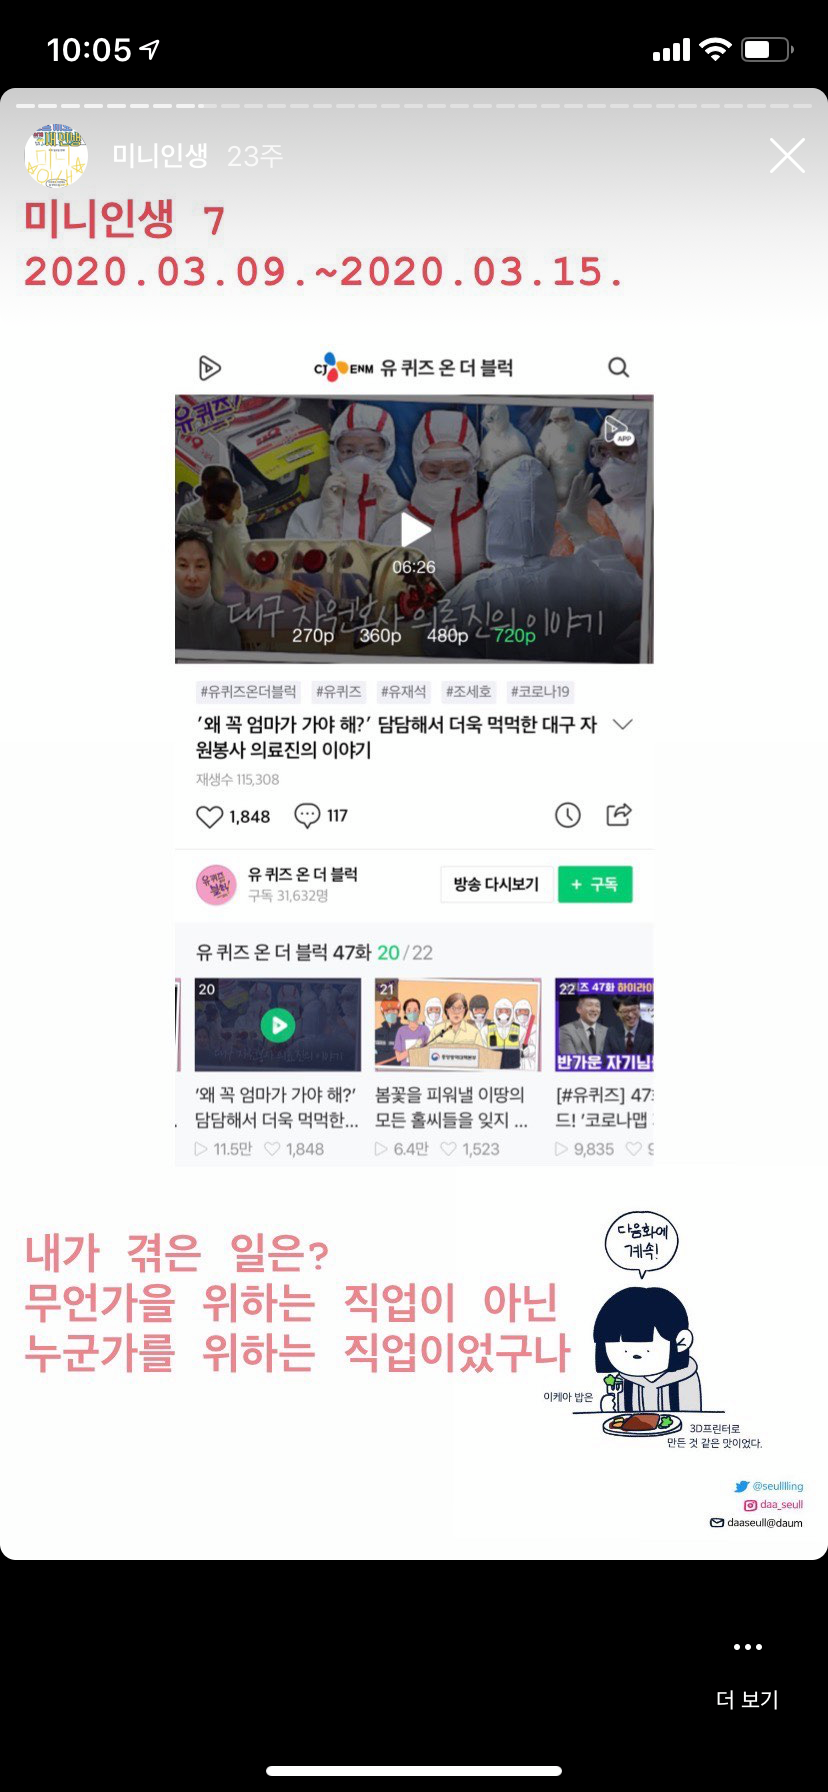 10:05
미니인생 23주
미니인생 7
2020.03.09.~2020.03.15.
CJ ENM 유 퀴즈 온 더 블럭
유퀴즈!
APP
06:26
대구 자원봉사 의료진의 이야기
270p 360p 480p 720p
#유퀴즈온더블럭 #유퀴즈 #유재석 #조세호 #코로나19
'왜 꼭 엄마가 가야 해?' 담담해서 더욱 먹먹한 대구 자
원봉사 의료진의 이야기
재생수 115,308
1,848 117
유 퀴즈 온 더 블럭
구독 31,632명
방송 다시보기 + 구독
유 퀴즈 온 더 블럭 47화 20/22
20 21 22
즈 47화 하이라이
반가운 자기님들
'왜 꼭 엄마가 가야 해?'
담담해서 더욱 먹먹한...
11.5만 1,848
봄꽃을 피워낼 이땅의
모든 홀씨들을 잊지 ...
6.4만 1,523
[#유퀴즈] 47
드! '코로나맵
9,835 9
내가 겪은 일은?
무언가을 위하는 직업이 아닌
누군가를 위하는 직업이었구나
다음화에
계속!
이케아 밥은
3D프린터로
만든 것 같은 맛이었다.
@seulllling
daa_seull
daaseull@daum
더 보기